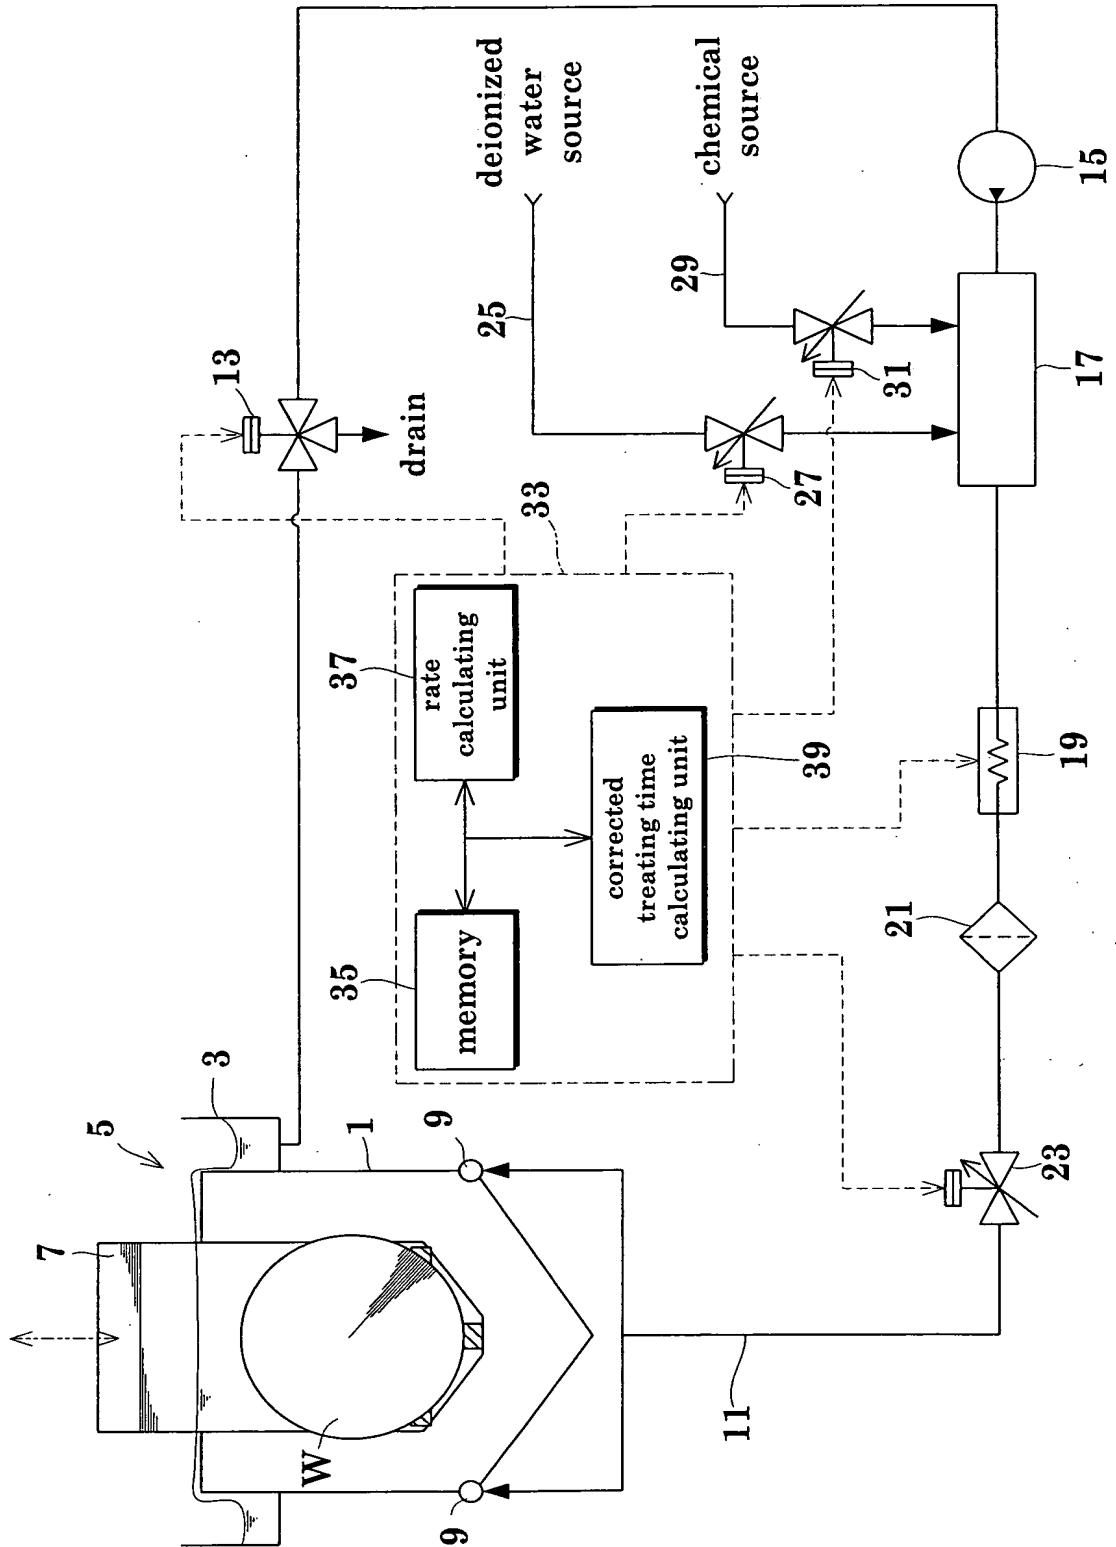 5
3
7
W
1
9
9
11
13
drain
deionized
water
source
25
chemical
source
29
27
31
33
35
memory
37
rate
calculating
unit
39
corrected
treating time
calculating unit
15
17
19
21
23